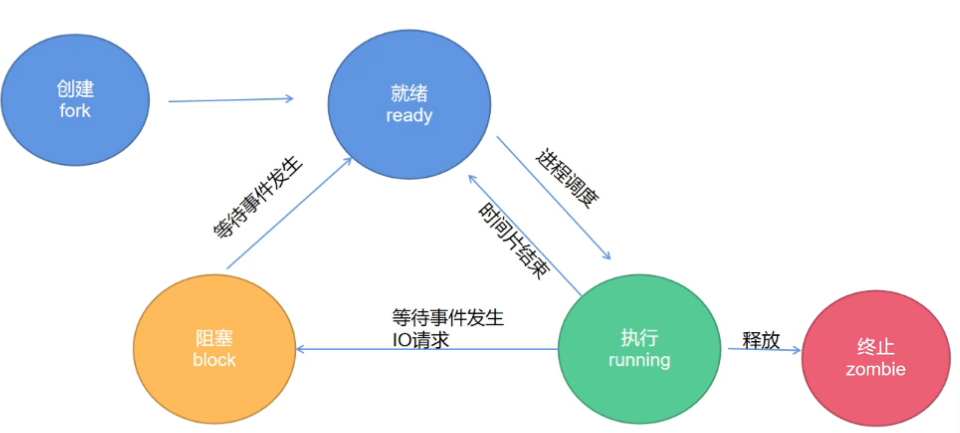 创建
fork
就绪
ready
等待事件发生
进程调度
时间片结束
阻塞
block
等待事件发生
IO请求
执行
running
释放
终止
zombie